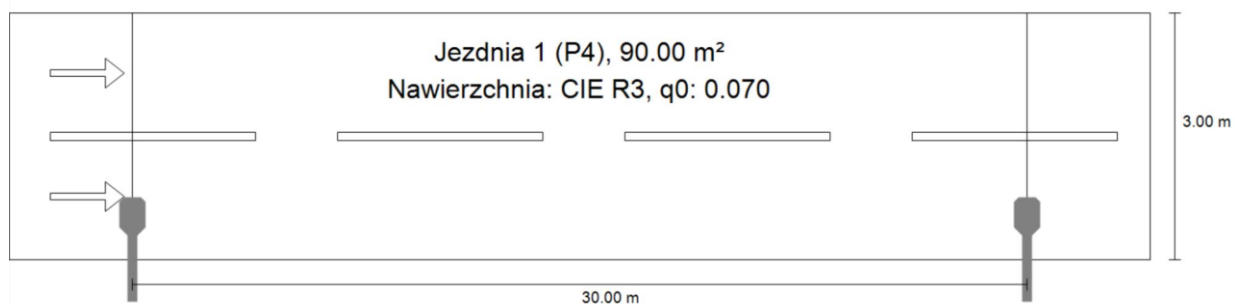 Jezdnia 1 (P4), 90.00 m²
Nawierzchnia: CIE R3, q0: 0.070
3.00 m
30.00 m